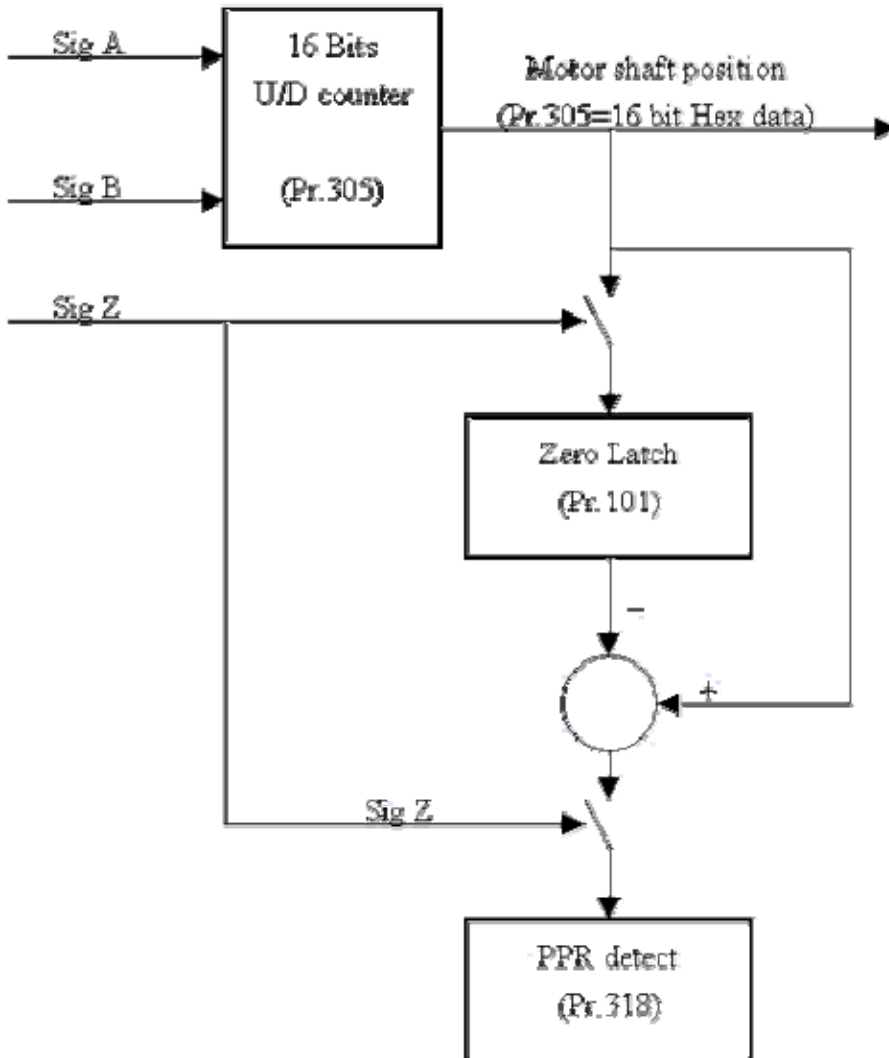 Sig A
16 Bits
U/D counter
(Pr.305)
Motor shaft position
(Pr.305=16 bit Hex data)
Sig B
Sig Z
Zero Latch
(Pr.101)
−
+
Sig Z
PPR detect
(Pr.318)